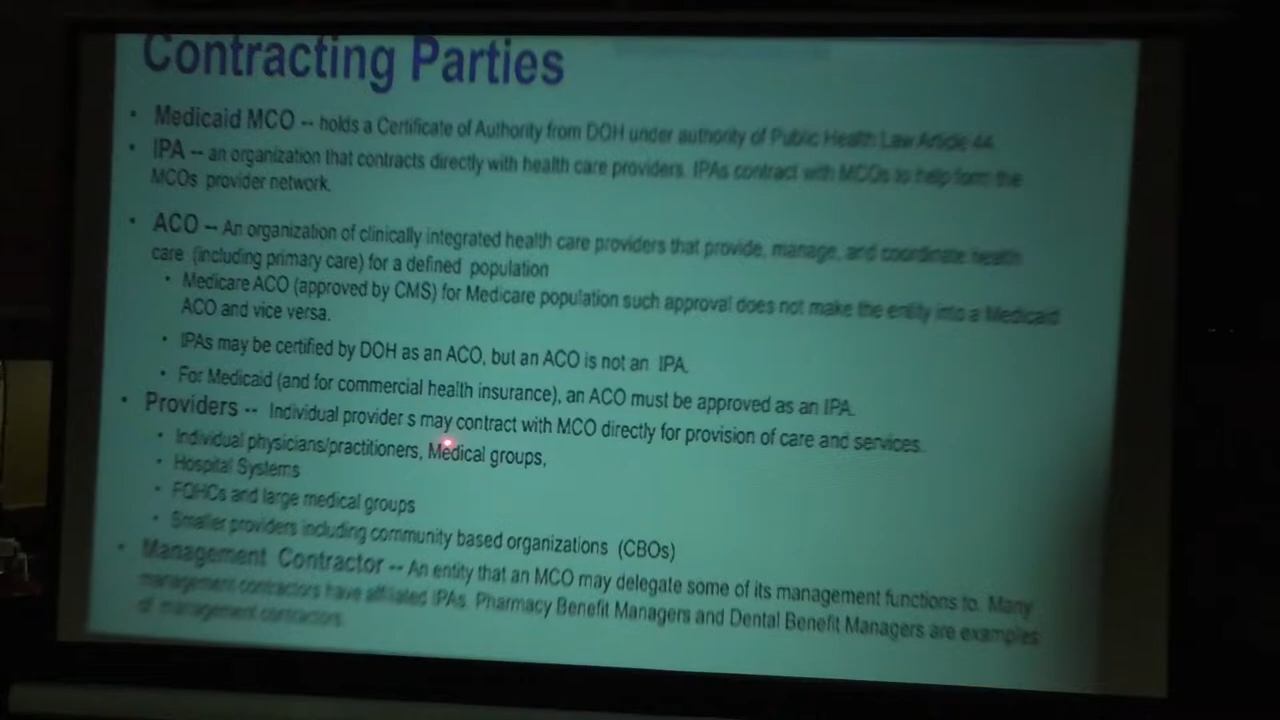 Contracting Parties
• Medicaid MCO -- holds a Certificate of Authority from DOH under authority of Public Health Law Article 44.
• IPA -- an organization that contracts directly with health care providers. IPAs contract with MCOs to help form the
MCOs provider network.
• ACO -- An organization of clinically integrated health care providers that provide, manage, and coordinate health
care (including primary care) for a defined population
• Medicare ACO (approved by CMS) for Medicare population such approval does not make the entity into a Medicaid
ACO and vice versa.
• IPAs may be certified by DOH as an ACO, but an ACO is not an IPA.
• For Medicaid (and for commercial health insurance), an ACO must be approved as an IPA.
• Providers -- Individual provider s may contract with MCO directly for provision of care and services.
• Individual physicians/practitioners, Medical groups,
• Hospital Systems
• FQHCs and large medical groups
• Smaller providers including community based organizations (CBOs)
• Management Contractor -- An entity that an MCO may delegate some of its management functions to. Many
management contractors have affiliated IPAs. Pharmacy Benefit Managers and Dental Benefit Managers are examples
of management contractors.